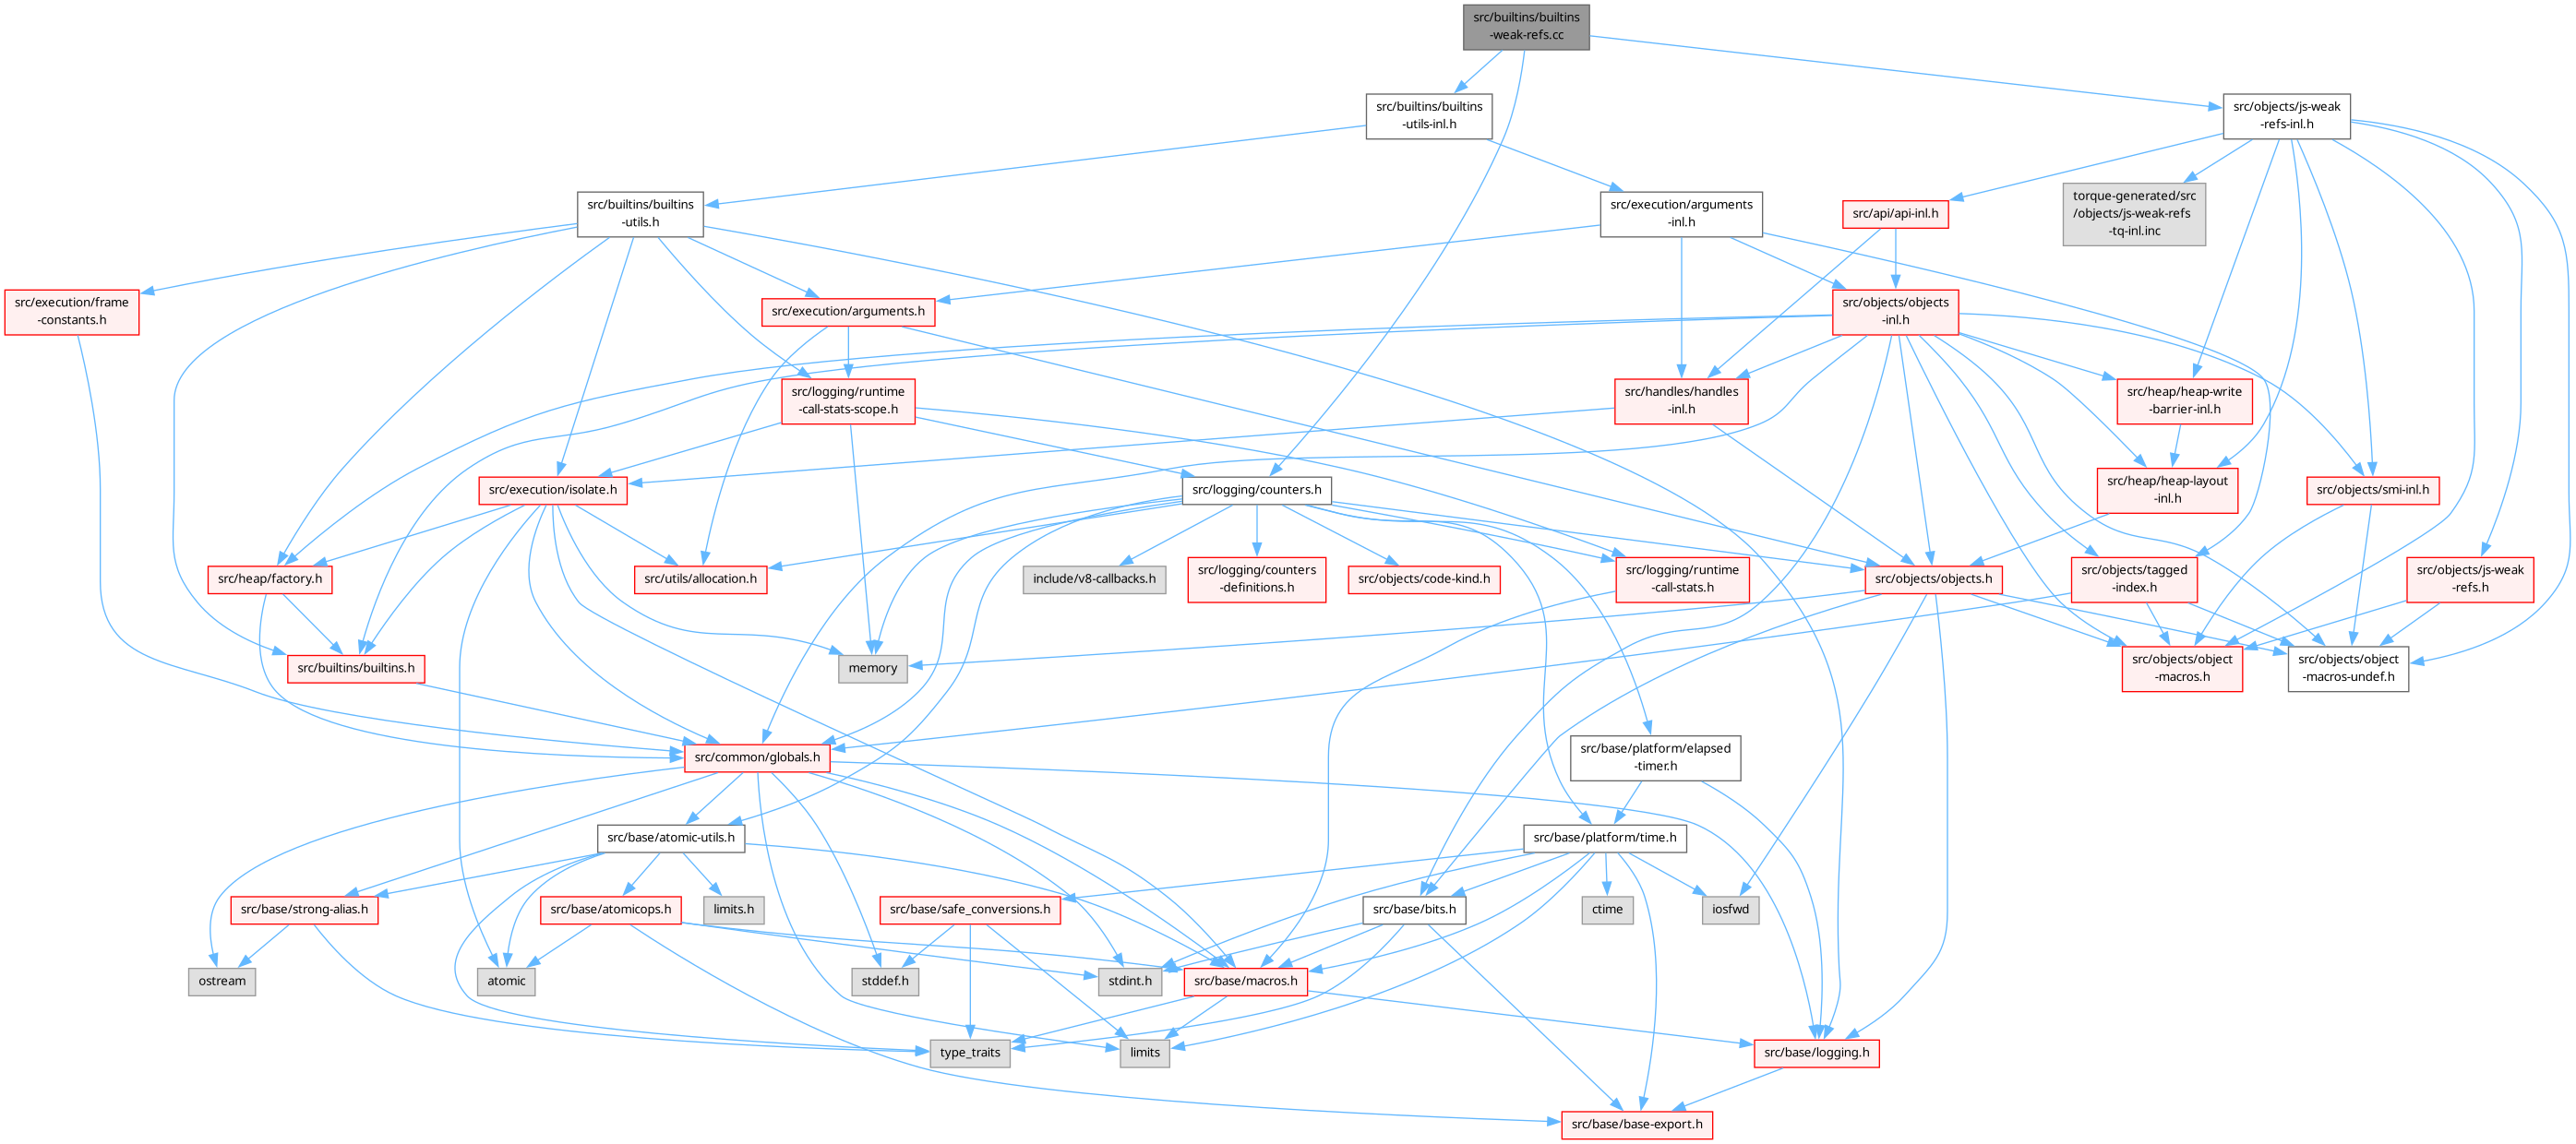 src/builtins/builtins
-weak-refs.cc
src/builtins/builtins
-utils-inl.h
src/objects/js-weak
-refs-inl.h
src/builtins/builtins
-utils.h
src/execution/arguments
-inl.h
src/api/api-inl.h
torque-generated/src
/objects/js-weak-refs
-tq-inl.inc
src/execution/frame
-constants.h
src/execution/arguments.h
src/objects/objects
-inl.h
src/logging/runtime
-call-stats-scope.h
src/handles/handles
-inl.h
src/heap/heap-write
-barrier-inl.h
src/execution/isolate.h
src/logging/counters.h
src/heap/heap-layout
-inl.h
src/objects/smi-inl.h
src/heap/factory.h
src/utils/allocation.h
include/v8-callbacks.h
src/logging/counters
-definitions.h
src/objects/code-kind.h
src/logging/runtime
-call-stats.h
src/objects/objects.h
src/objects/tagged
-index.h
src/objects/js-weak
-refs.h
src/builtins/builtins.h
memory
src/objects/object
-macros.h
src/objects/object
-macros-undef.h
src/common/globals.h
src/base/platform/elapsed
-timer.h
src/base/atomic-utils.h
src/base/platform/time.h
src/base/strong-alias.h
src/base/atomicops.h
limits.h
src/base/safe_conversions.h
src/base/bits.h
ctime
iosfwd
ostream
atomic
stddef.h
stdint.h
src/base/macros.h
type_traits
limits
src/base/logging.h
src/base/base-export.h